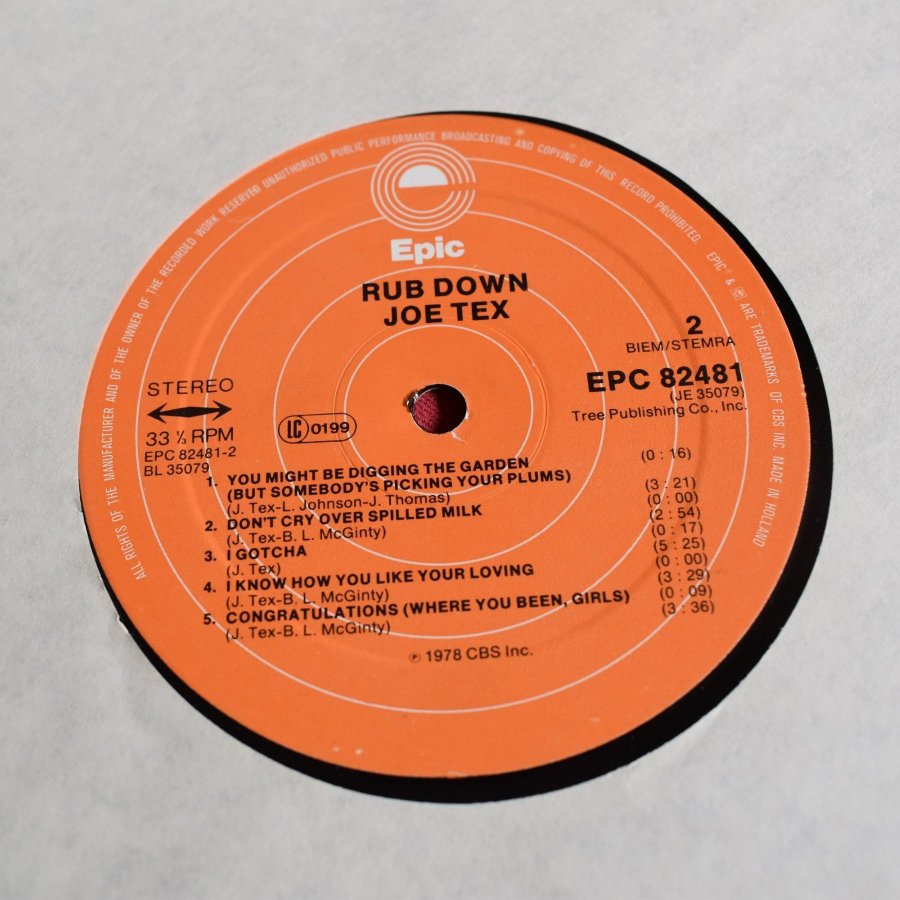 ALL RIGHTS OF THE MANUFACTURER AND OF THE OWNER OF THE RECORDED WORK RESERVED UNAUTHORIZED PUBLIC PERFORMANCE BROADCASTING AND COPYING OF THIS RECORD PROHIBITED. EPIC® & ARE TRADEMARKS OF CBS INC. MADE IN HOLLAND
Epic
RUB DOWN
JOE TEX
2
BIEM/STEMRA
STEREO
EPC 82481
(JE 35079)
Tree Publishing Co., Inc.
33 ⅓ RPM
LC 0199
EPC 82481-2
BL 35079
(0 : 16)
1. YOU MIGHT BE DIGGING THE GARDEN
(BUT SOMEBODY'S PICKING YOUR PLUMS) (3 : 21)
(J. Tex-L. Johnson-J. Thomas) (0 : 00)
2. DON'T CRY OVER SPILLED MILK (2 : 54)
(J. Tex-B. L. McGinty) (0 : 17)
3. I GOTCHA (5 : 25)
(J. Tex) (0 : 00)
4. I KNOW HOW YOU LIKE YOUR LOVING (3 : 29)
(J. Tex-B. L. McGinty) (0 : 09)
5. CONGRATULATIONS (WHERE YOU BEEN, GIRLS) (3 : 36)
(J. Tex-B. L. McGinty)
℗ 1978 CBS Inc.